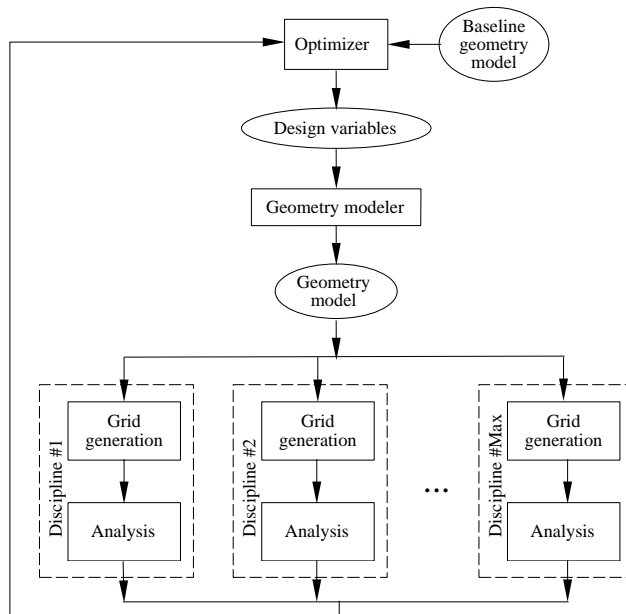 Baseline
geometry
model
Optimizer
Design variables
Geometry modeler
Geometry
model
Discipline #1
Grid
generation
Analysis
Discipline #2
Grid
generation
Analysis
...
Discipline #Max
Grid
generation
Analysis